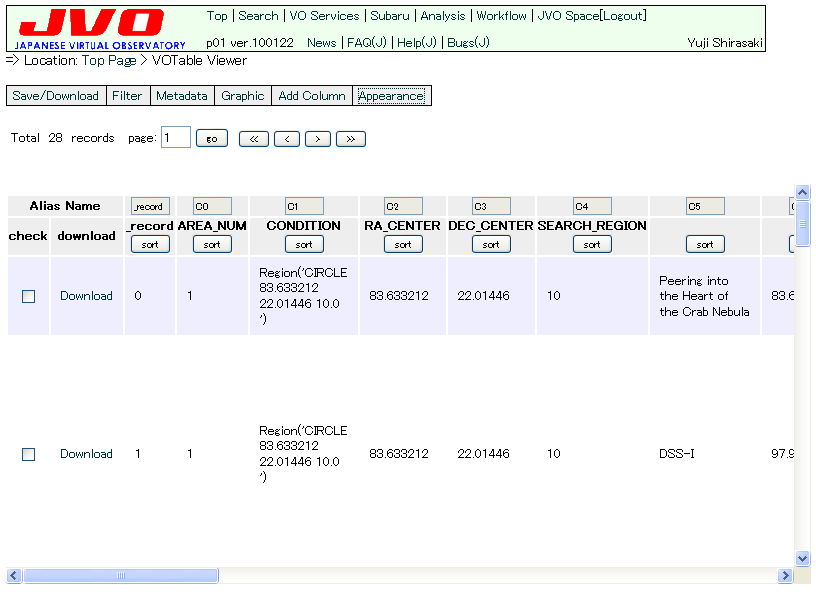 JVO
JAPANESE VIRTUAL OBSERVATORY
Top | Search | VO Services | Subaru | Analysis | Workflow | JVO Space[Logout]
p01 ver.100122 News | FAQ(J) | Help(J) | Bugs(J)
Yuji Shirasaki
=> Location: Top Page > VOTable Viewer
Save/Download Filter Metadata Graphic Add Column Appearance
Total 28 records page: 1 go << < > >>
Alias Name _record C0 C1 C2 C3 C4 C5
check download _record AREA_NUM CONDITION RA_CENTER DEC_CENTER SEARCH_REGION
sort sort sort sort sort sort sort
Download 0 1 Region('CIRCLE 83.633212 22.01446 10.0 ') 83.633212 22.01446 10 Peering into the Heart of the Crab Nebula 83.6
Download 1 1 Region('CIRCLE 83.633212 22.01446 10.0 ') 83.633212 22.01446 10 DSS-I 97.9